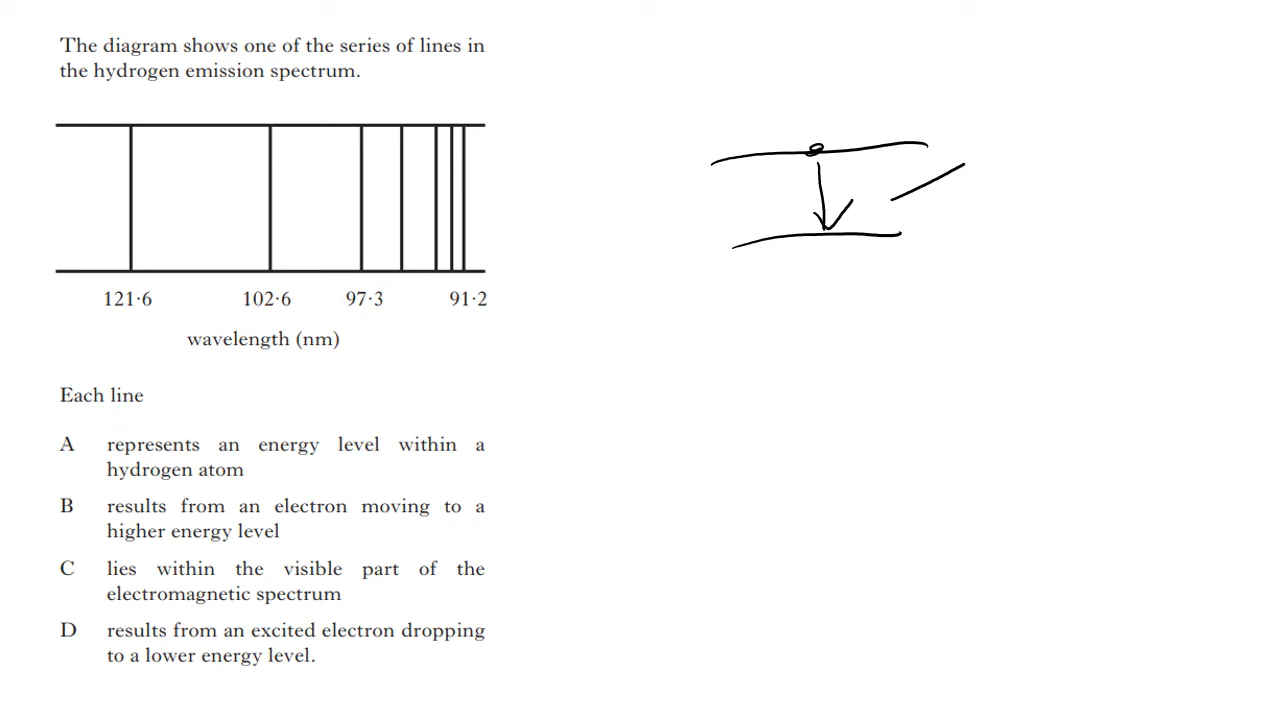 The diagram shows one of the series of lines in
the hydrogen emission spectrum.
121·6 102·6 97·3 91·2
wavelength (nm)
Each line
A represents an energy level within a
hydrogen atom
B results from an electron moving to a
higher energy level
C lies within the visible part of the
electromagnetic spectrum
D results from an excited electron dropping
to a lower energy level.